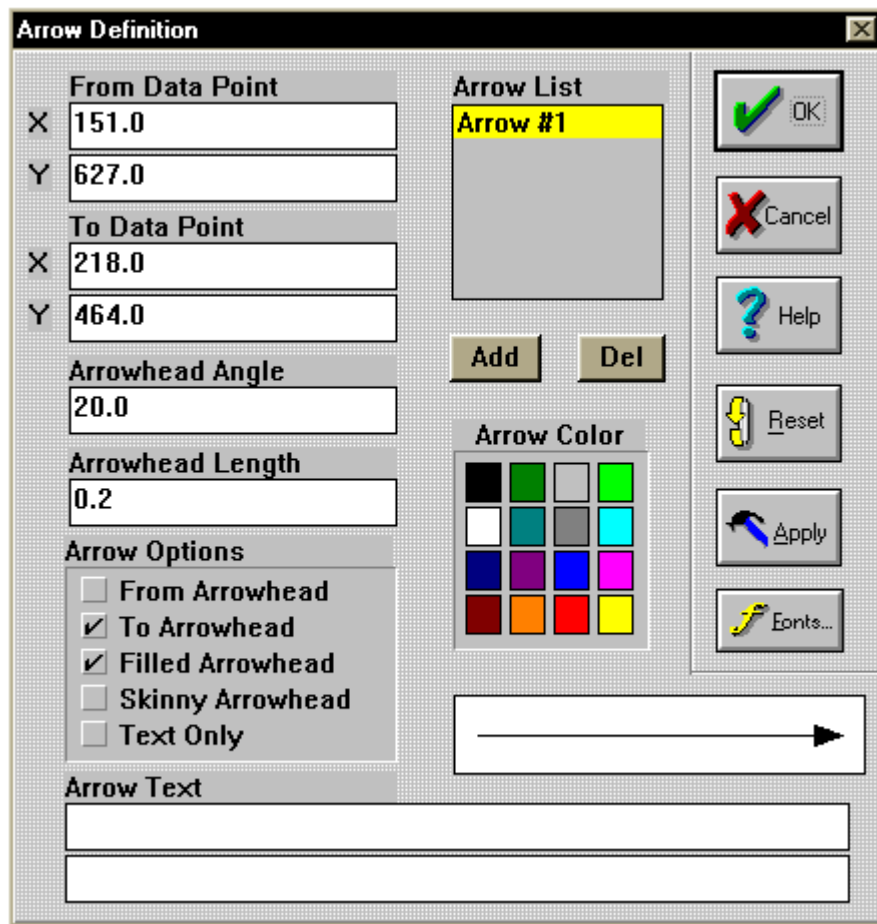 Arrow Definition
From Data Point
X 151.0
Y 627.0
To Data Point
X 218.0
Y 464.0
Arrowhead Angle
20.0
Arrowhead Length
0.2
Arrow Options
From Arrowhead
To Arrowhead
Filled Arrowhead
Skinny Arrowhead
Text Only
Arrow Text
Arrow List
Arrow #1
Add Del
Arrow Color
OK
Cancel
Help
Reset
Apply
Fonts...